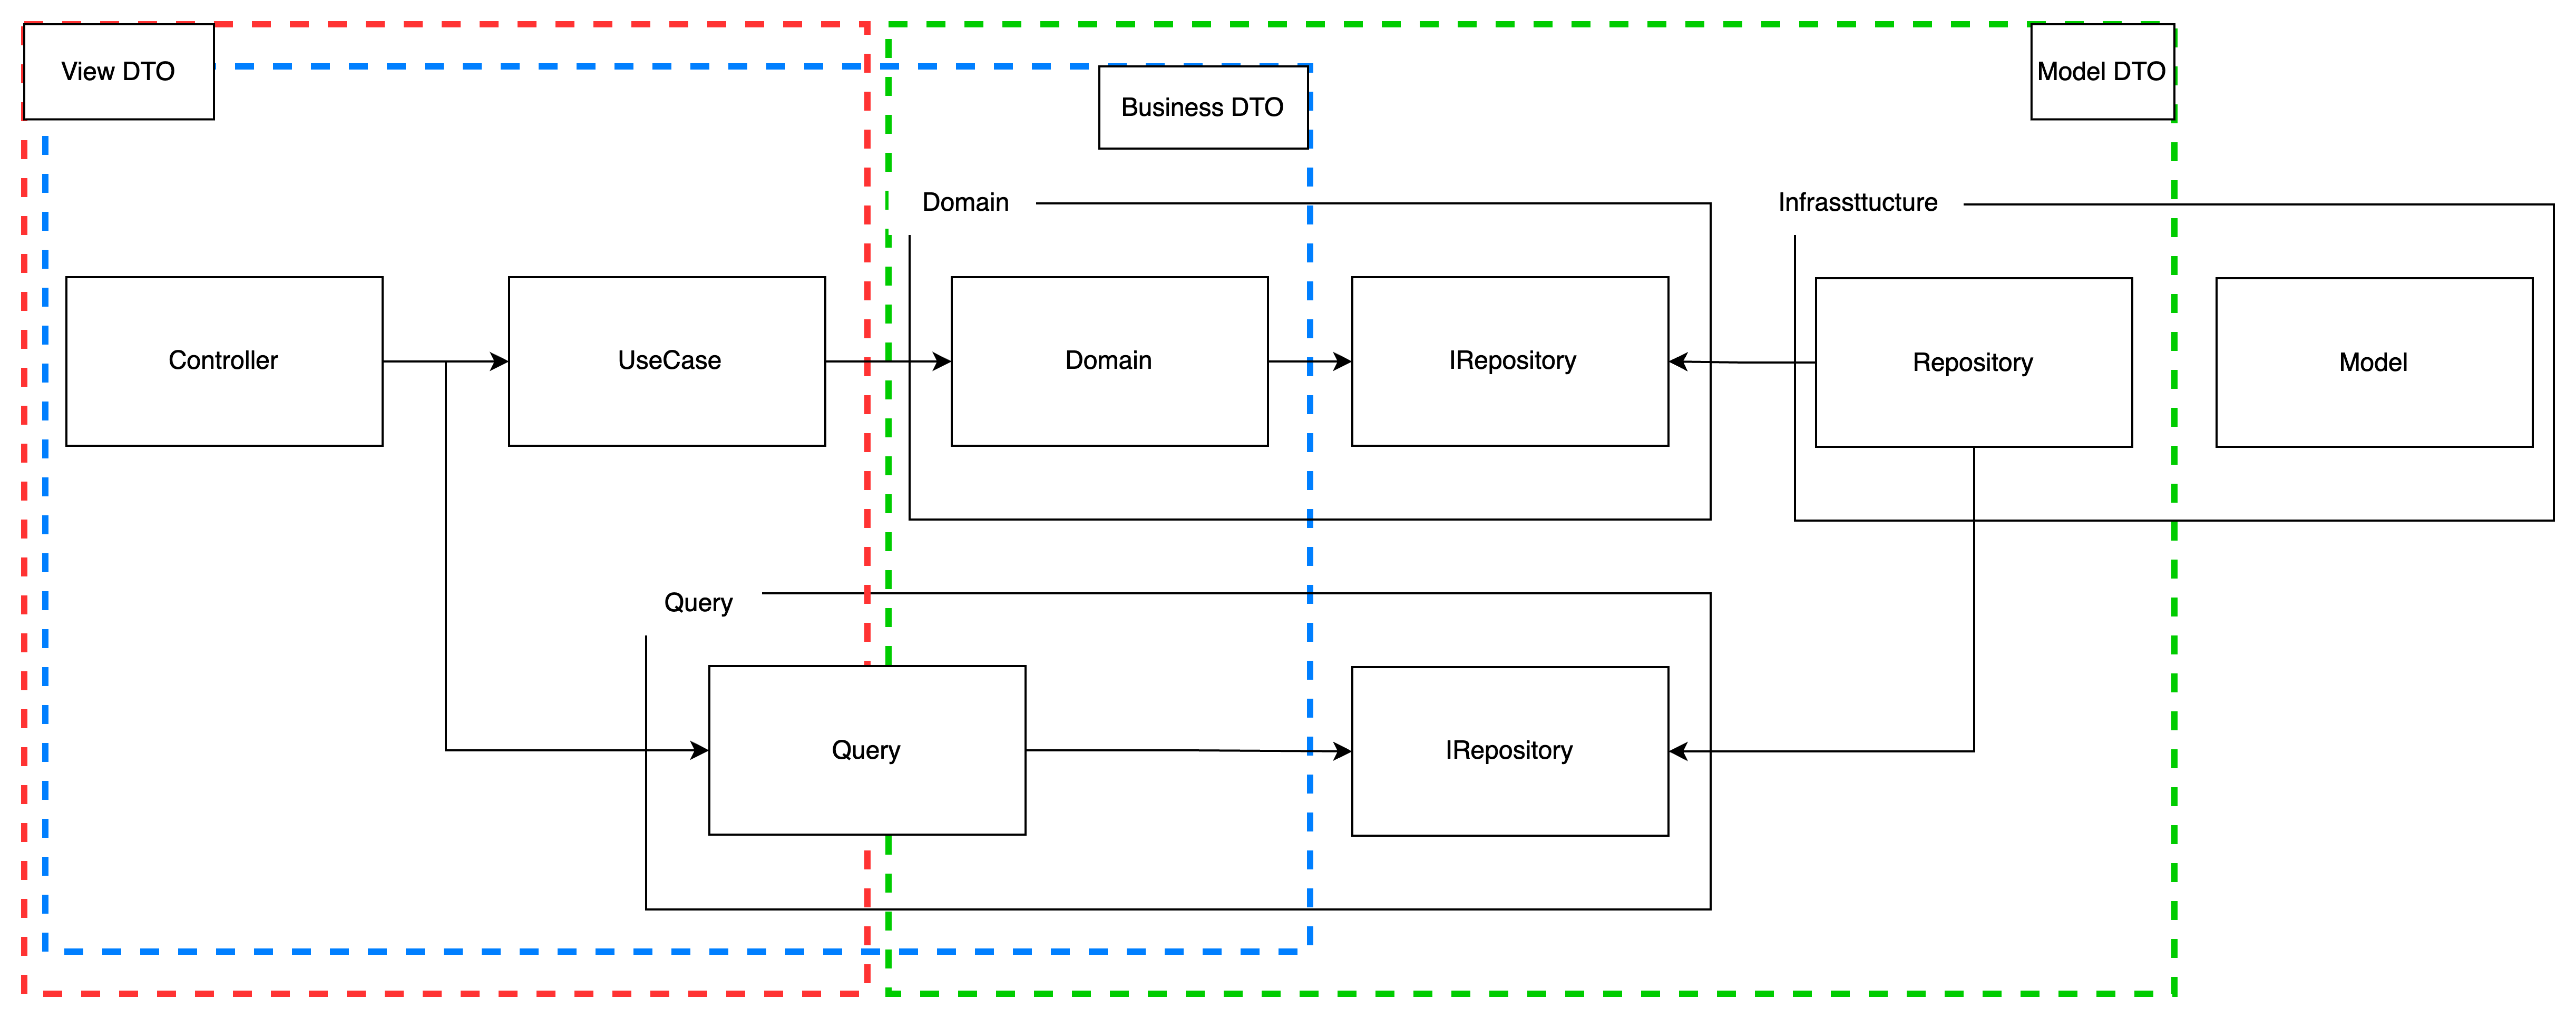 View DTO
Model DTO
Business DTO
Domain
Infrassttucture
Controller
UseCase
Domain
IRepository
Repository
Model
Query
Query
IRepository